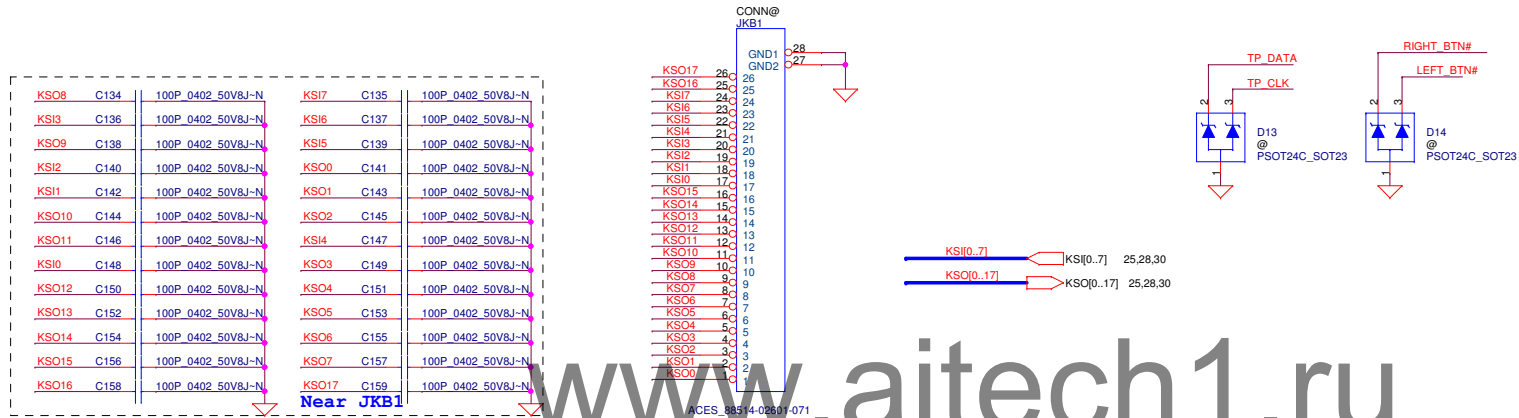 CONN@
JKB1
GND1 28
GND2 27
KSO17 26 26
KSO16 25 25
KSI7 24 24
KSI6 23 23
KSI5 22 22
KSI4 21 21
KSI3 20 20
KSI2 19 19
KSI1 18 18
KSI0 17 17
KSO15 16 16
KSO14 15 15
KSO13 14 14
KSO12 13 13
KSO11 12 12
KSO10 11 11
KSO9 10 10
KSO8 9 9
KSO7 8 8
KSO6 7 7
KSO5 6 6
KSO4 5 5
KSO3 4 4
KSO2 3 3
KSO1 2 2
KSO0 1 1
ACES_88514-02601-071
KSO8 C134 100P_0402_50V8J~N KSI7 C135 100P_0402_50V8J~N
KSI3 C136 100P_0402_50V8J~N KSI6 C137 100P_0402_50V8J~N
KSO9 C138 100P_0402_50V8J~N KSI5 C139 100P_0402_50V8J~N
KSI2 C140 100P_0402_50V8J~N KSO0 C141 100P_0402_50V8J~N
KSI1 C142 100P_0402_50V8J~N KSO1 C143 100P_0402_50V8J~N
KSO10 C144 100P_0402_50V8J~N KSO2 C145 100P_0402_50V8J~N
KSO11 C146 100P_0402_50V8J~N KSI4 C147 100P_0402_50V8J~N
KSI0 C148 100P_0402_50V8J~N KSO3 C149 100P_0402_50V8J~N
KSO12 C150 100P_0402_50V8J~N KSO4 C151 100P_0402_50V8J~N
KSO13 C152 100P_0402_50V8J~N KSO5 C153 100P_0402_50V8J~N
KSO14 C154 100P_0402_50V8J~N KSO6 C155 100P_0402_50V8J~N
KSO15 C156 100P_0402_50V8J~N KSO7 C157 100P_0402_50V8J~N
KSO16 C158 100P_0402_50V8J~N KSO17 C159 100P_0402_50V8J~N
Near JKB1
KSI[0..7] KSI[0..7] 25,28,30
KSO[0..17] KSO[0..17] 25,28,30
TP_DATA
TP_CLK
2 3
D13
@
PSOT24C_SOT23
1
RIGHT_BTN#
LEFT_BTN#
2 3
D14
@
PSOT24C_SOT23
1
www.aitech1.ru